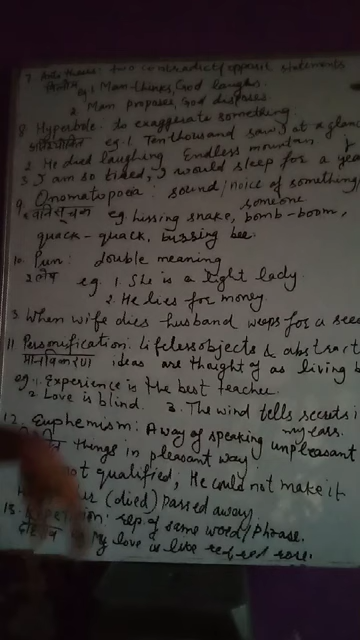 7. Antithesis: two contradict/opposit statements
eg. 1. Man thinks, God laughs.
2. Man proposes, God disposes
8. Hyperbole: To exaggerate something.
अतिशयोक्ति eg. 1. Ten thousand saw I at a glance
2. He died laughing. Endless mountain
3. I am so tired, I would sleep for a year
9. Onomatopoea: sound/noice of something,
someone
eg. hissing snake, bomb-boom,
quack-quack, buzzing bee.
10. Pun: double meaning
श्लेष eg. 1. She is a light lady.
2. He lies for money.
3. When wife dies husband weeps for a
11. Personification: Lifeless objects & abstract
मानवीकरण ideas are thought of as living
eg. 1. Experience is the best teacher.
2. Love is blind. 3. The wind tells secrets i
my ears.
12. Euphemism: A way of speaking unpleasant
things in pleasant way.
not qualified; He could not make it
(died) passed away.
13. Repetition: rep. of same word/phrase.
My love is like red red rose.